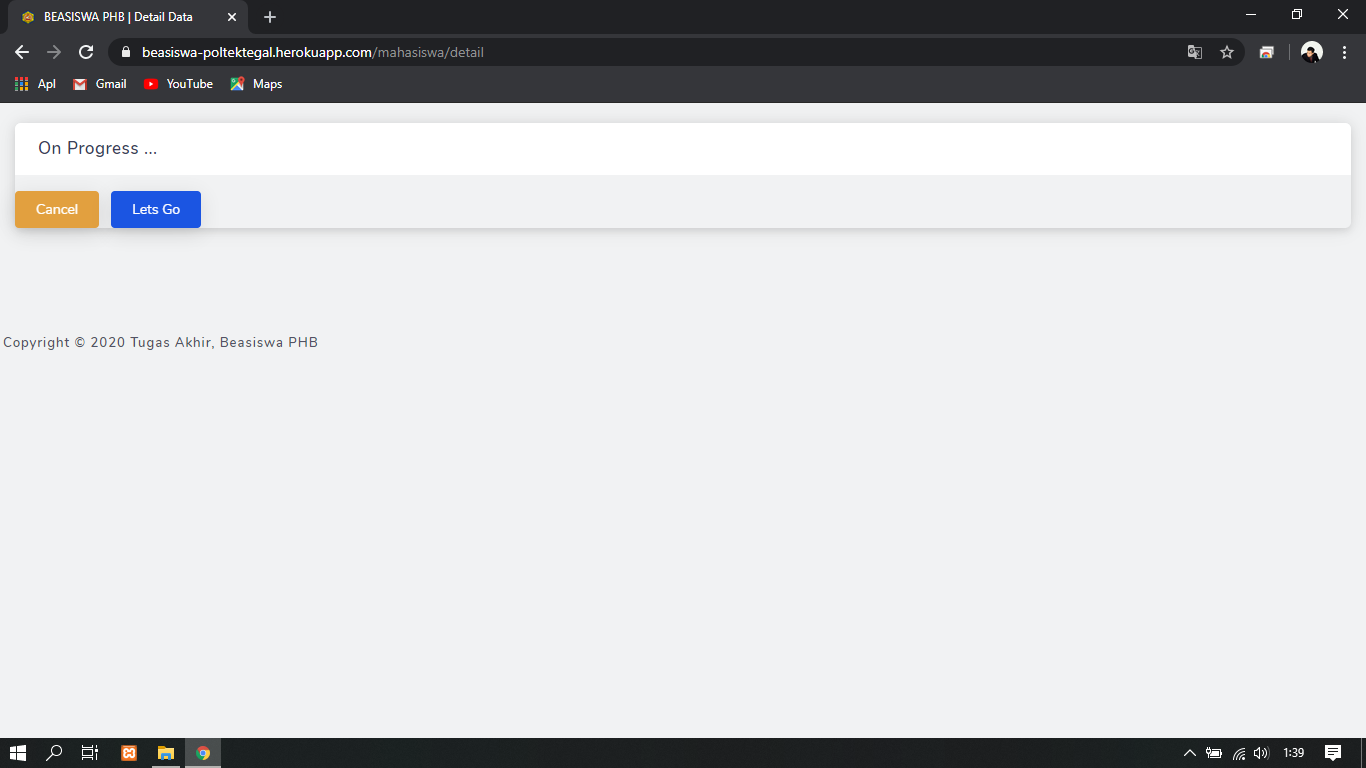 BEASISWA PHB | Detail Data
beasiswa-poltektegal.herokuapp.com/mahasiswa/detail
Apl Gmail YouTube Maps
On Progress ...
Cancel Lets Go
Copyright © 2020 Tugas Akhir, Beasiswa PHB
1:39